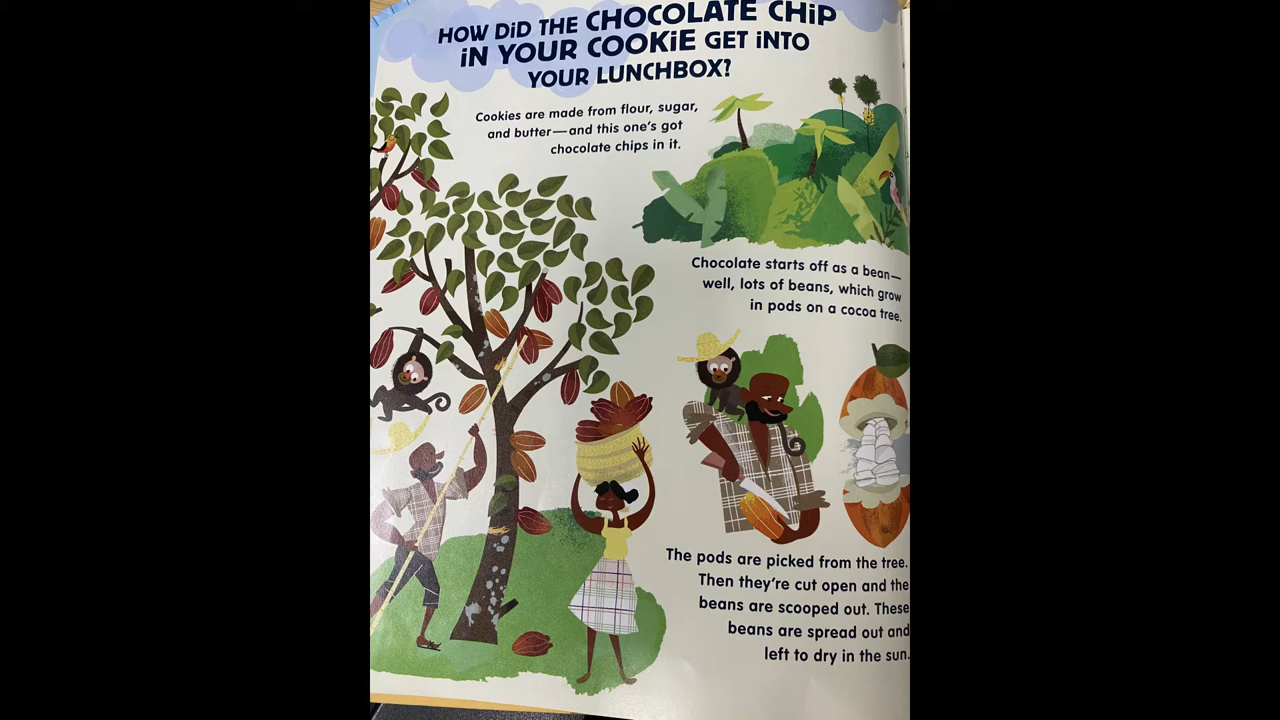 HOW DiD THE CHOCOLATE CHiP
iN YOUR COOKiE GET iNTO
YOUR LUNCHBOX?
Cookies are made from flour, sugar,
and butter—and this one's got
chocolate chips in it.
Chocolate starts off as a bean—
well, lots of beans, which grow
in pods on a cocoa tree.
The pods are picked from the tree.
Then they're cut open and the
beans are scooped out. These
beans are spread out and
left to dry in the sun.